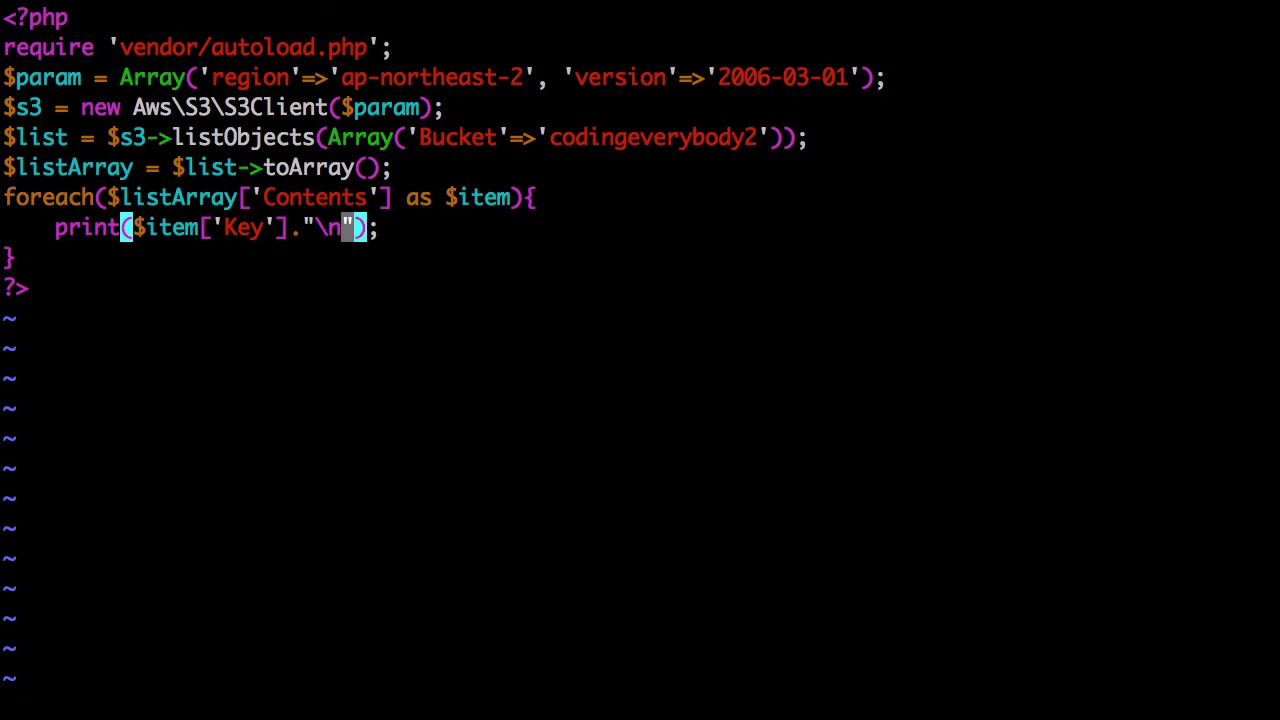 <?php
require 'vendor/autoload.php';
$param = Array('region'=>'ap-northeast-2', 'version'=>'2006-03-01');
$s3 = new Aws\S3\S3Client($param);
$list = $s3->listObjects(Array('Bucket'=>'codingeverybody2'));
$listArray = $list->toArray();
foreach($listArray['Contents'] as $item){
    print($item['Key']."\n");
}
?>
~
~
~
~
~
~
~
~
~
~
~
~
~